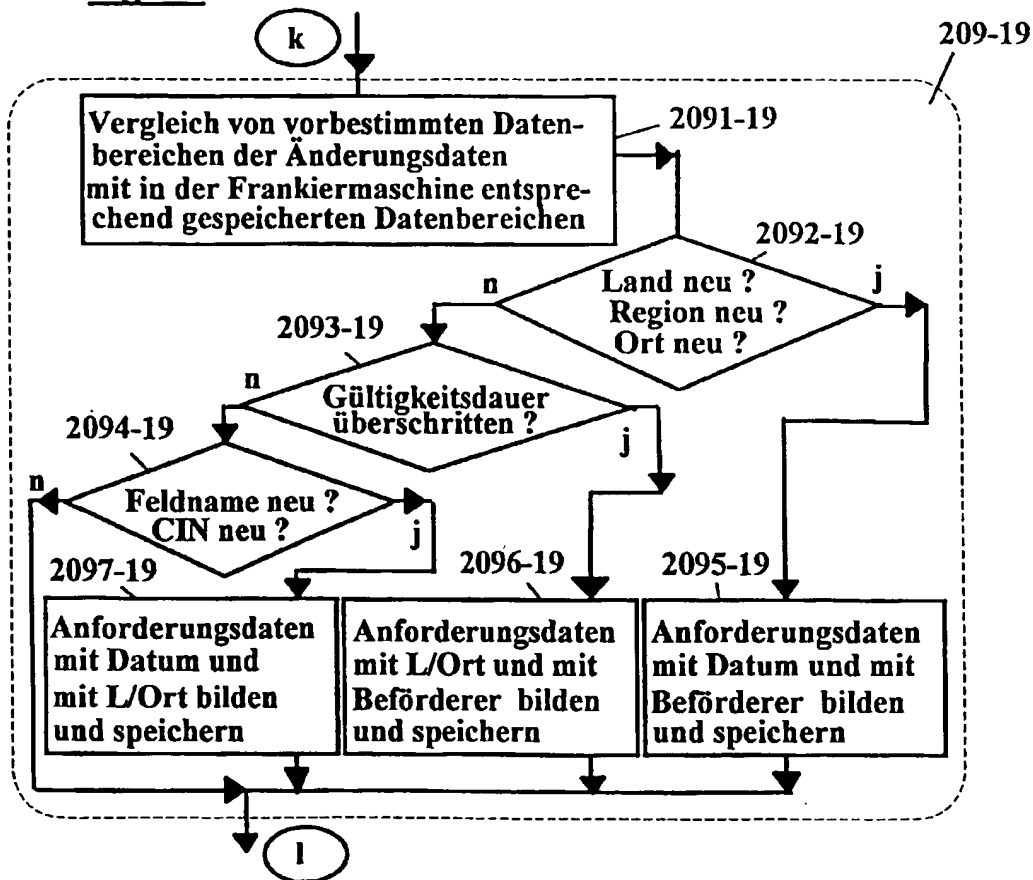 k
209-19
Vergleich von vorbestimmten Daten-
bereichen der Änderungsdaten
mit in der Frankiermaschine entspre-
chend gespeicherten Datenbereichen
2091-19
2092-19
n
Land neu ?
Region neu ?
Ort neu ?
j
2093-19
n
Gültigkeitsdauer
überschritten ?
j
2094-19
n
Feldname neu ?
CIN neu ?
j
2097-19
Anforderungsdaten
mit Datum und
mit L/Ort bilden
und speichern
2096-19
Anforderungsdaten
mit L/Ort und mit
Beförderer bilden
und speichern
2095-19
Anforderungsdaten
mit Datum und mit
Beförderer bilden
und speichern
l